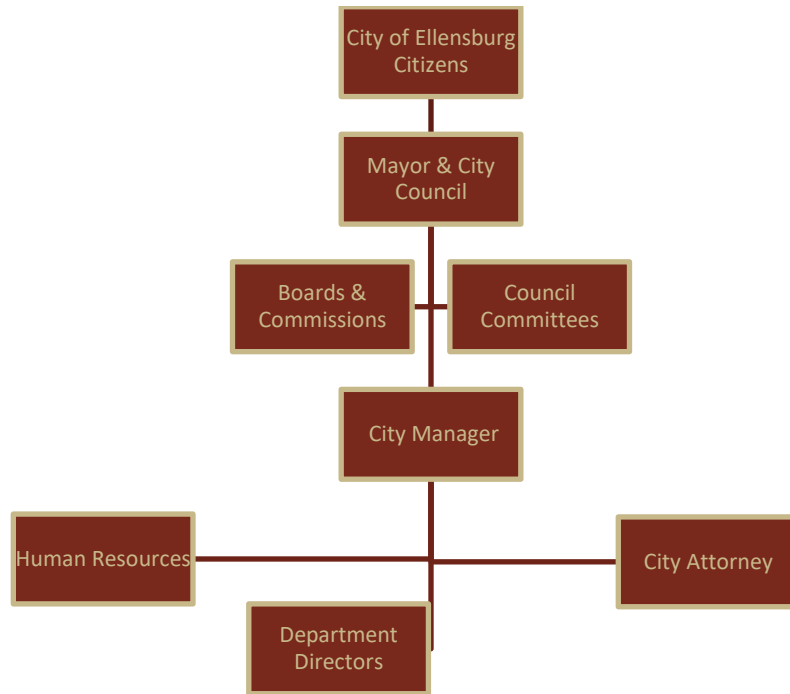 City of Ellensburg
Citizens
Mayor & City
Council
Boards &
Commissions
Council
Committees
City Manager
Human Resources
City Attorney
Department
Directors